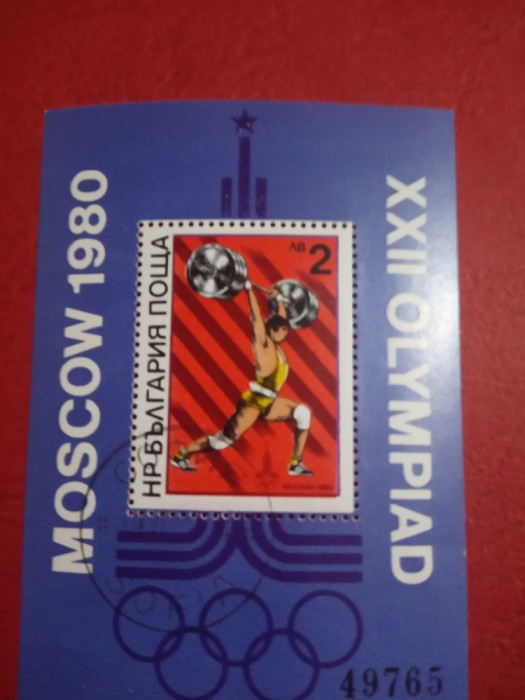 MOSCOW 1980
XXII OLYMPIAD
НР БЪЛГАРИЯ ПОЩА
ЛВ 2
49765